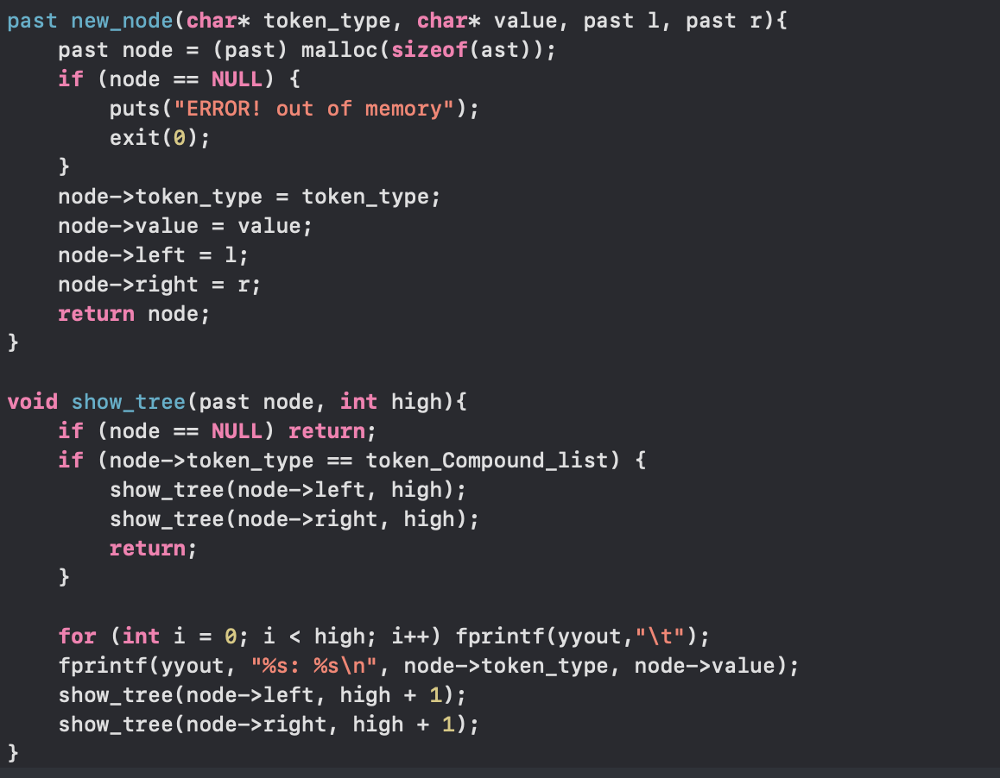 past new_node(char* token_type, char* value, past l, past r){
    past node = (past) malloc(sizeof(ast));
    if (node == NULL) {
        puts("ERROR! out of memory");
        exit(0);
    }
    node->token_type = token_type;
    node->value = value;
    node->left = l;
    node->right = r;
    return node;
}

void show_tree(past node, int high){
    if (node == NULL) return;
    if (node->token_type == token_Compound_list) {
        show_tree(node->left, high);
        show_tree(node->right, high);
        return;
    }

    for (int i = 0; i < high; i++) fprintf(yyout,"\t");
    fprintf(yyout, "%s: %s\n", node->token_type, node->value);
    show_tree(node->left, high + 1);
    show_tree(node->right, high + 1);
}